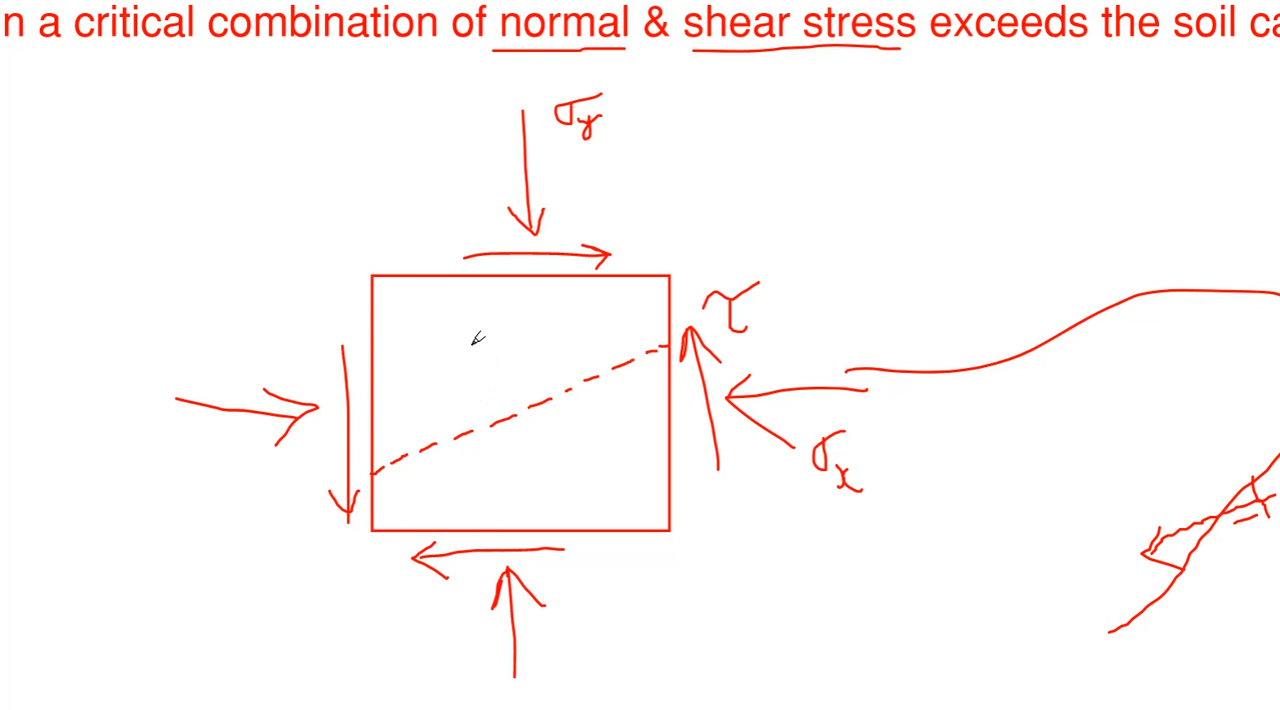 n a critical combination of normal & shear stress exceeds the soil ca
σy
τ
σx